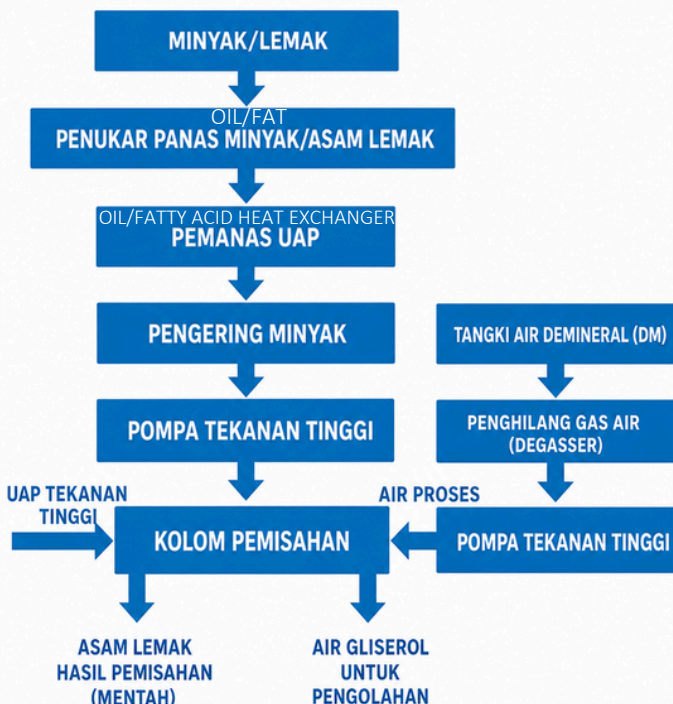 MINYAK/LEMAK
OIL/FAT
PENUKAR PANAS MINYAK/ASAM LEMAK
OIL/FATTY ACID HEAT EXCHANGER
PEMANAS UAP
PENGERING MINYAK
TANGKI AIR DEMINERAL (DM)
POMPA TEKANAN TINGGI
PENGHILANG GAS AIR
(DEGASSER)
UAP TEKANAN
TINGGI
AIR PROSES
KOLOM PEMISAHAN
POMPA TEKANAN TINGGI
ASAM LEMAK
HASIL PEMISAHAN
(MENTAH)
AIR GLISEROL
UNTUK
PENGOLAHAN